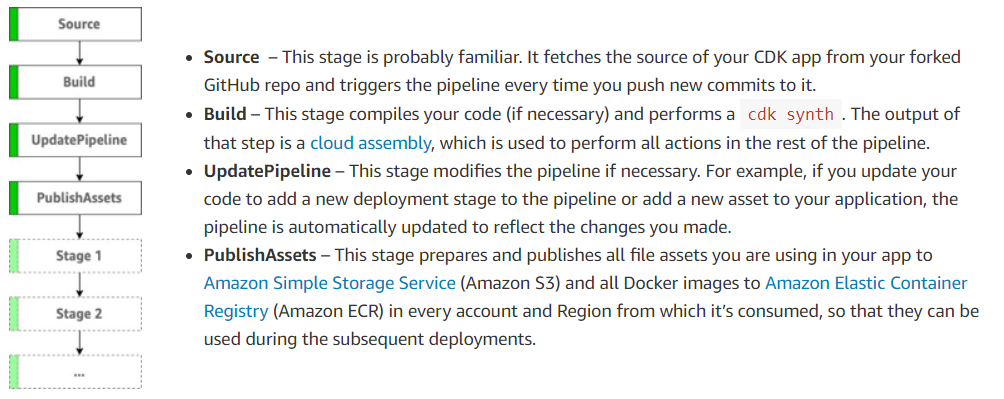 Source
Build
UpdatePipeline
PublishAssets
Stage 1
Stage 2
...
• Source – This stage is probably familiar. It fetches the source of your CDK app from your forked
GitHub repo and triggers the pipeline every time you push new commits to it.
• Build – This stage compiles your code (if necessary) and performs a cdk synth . The output of
that step is a cloud assembly, which is used to perform all actions in the rest of the pipeline.
• UpdatePipeline – This stage modifies the pipeline if necessary. For example, if you update your
code to add a new deployment stage to the pipeline or add a new asset to your application, the
pipeline is automatically updated to reflect the changes you made.
• PublishAssets – This stage prepares and publishes all file assets you are using in your app to
Amazon Simple Storage Service (Amazon S3) and all Docker images to Amazon Elastic Container
Registry (Amazon ECR) in every account and Region from which it’s consumed, so that they can be
used during the subsequent deployments.